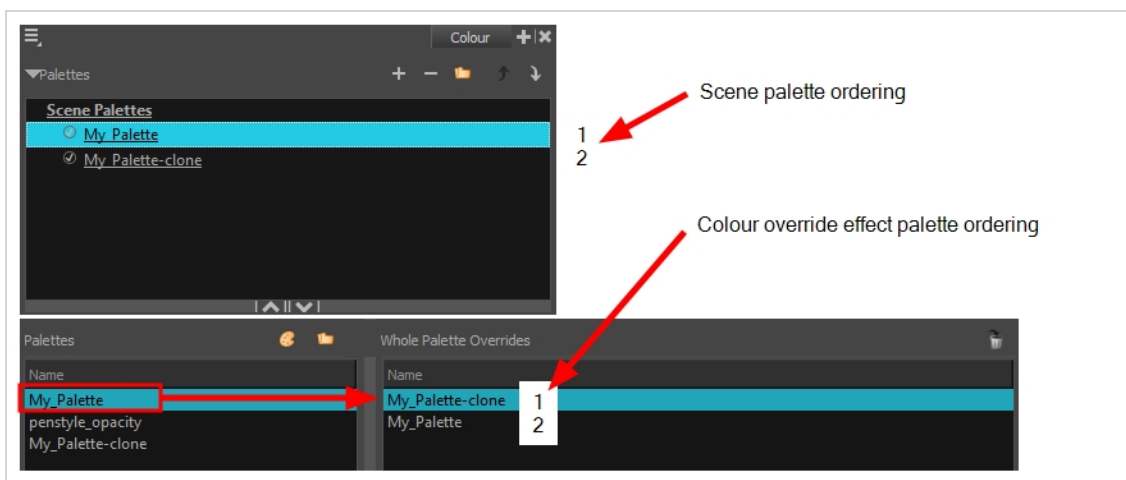 Colour
Palettes
Scene palette ordering
Scene Palettes
My_Palette
1
My_Palette-clone
2
Colour override effect palette ordering
Palettes
Whole Palette Overrides
Name
Name
My_Palette
My_Palette-clone
1
penstyle_opacity
My_Palette
2
My_Palette-clone